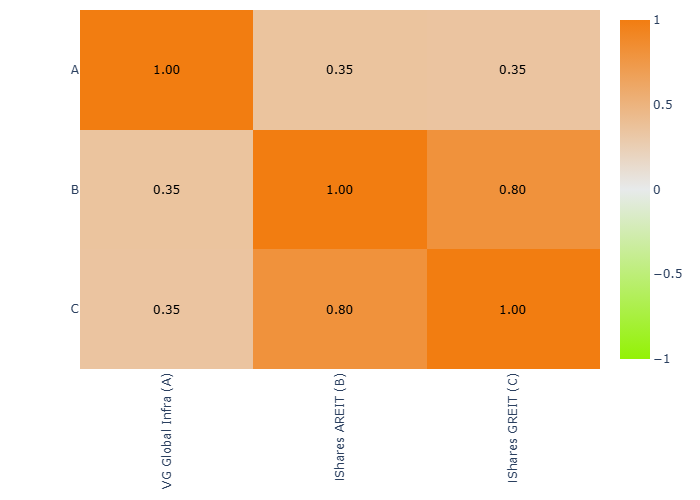 A 1.00 0.35 0.35
B 0.35 1.00 0.80
C 0.35 0.80 1.00
VG Global Infra (A)
IShares AREIT (B)
IShares GREIT (C)
1
0.5
0
−0.5
−1